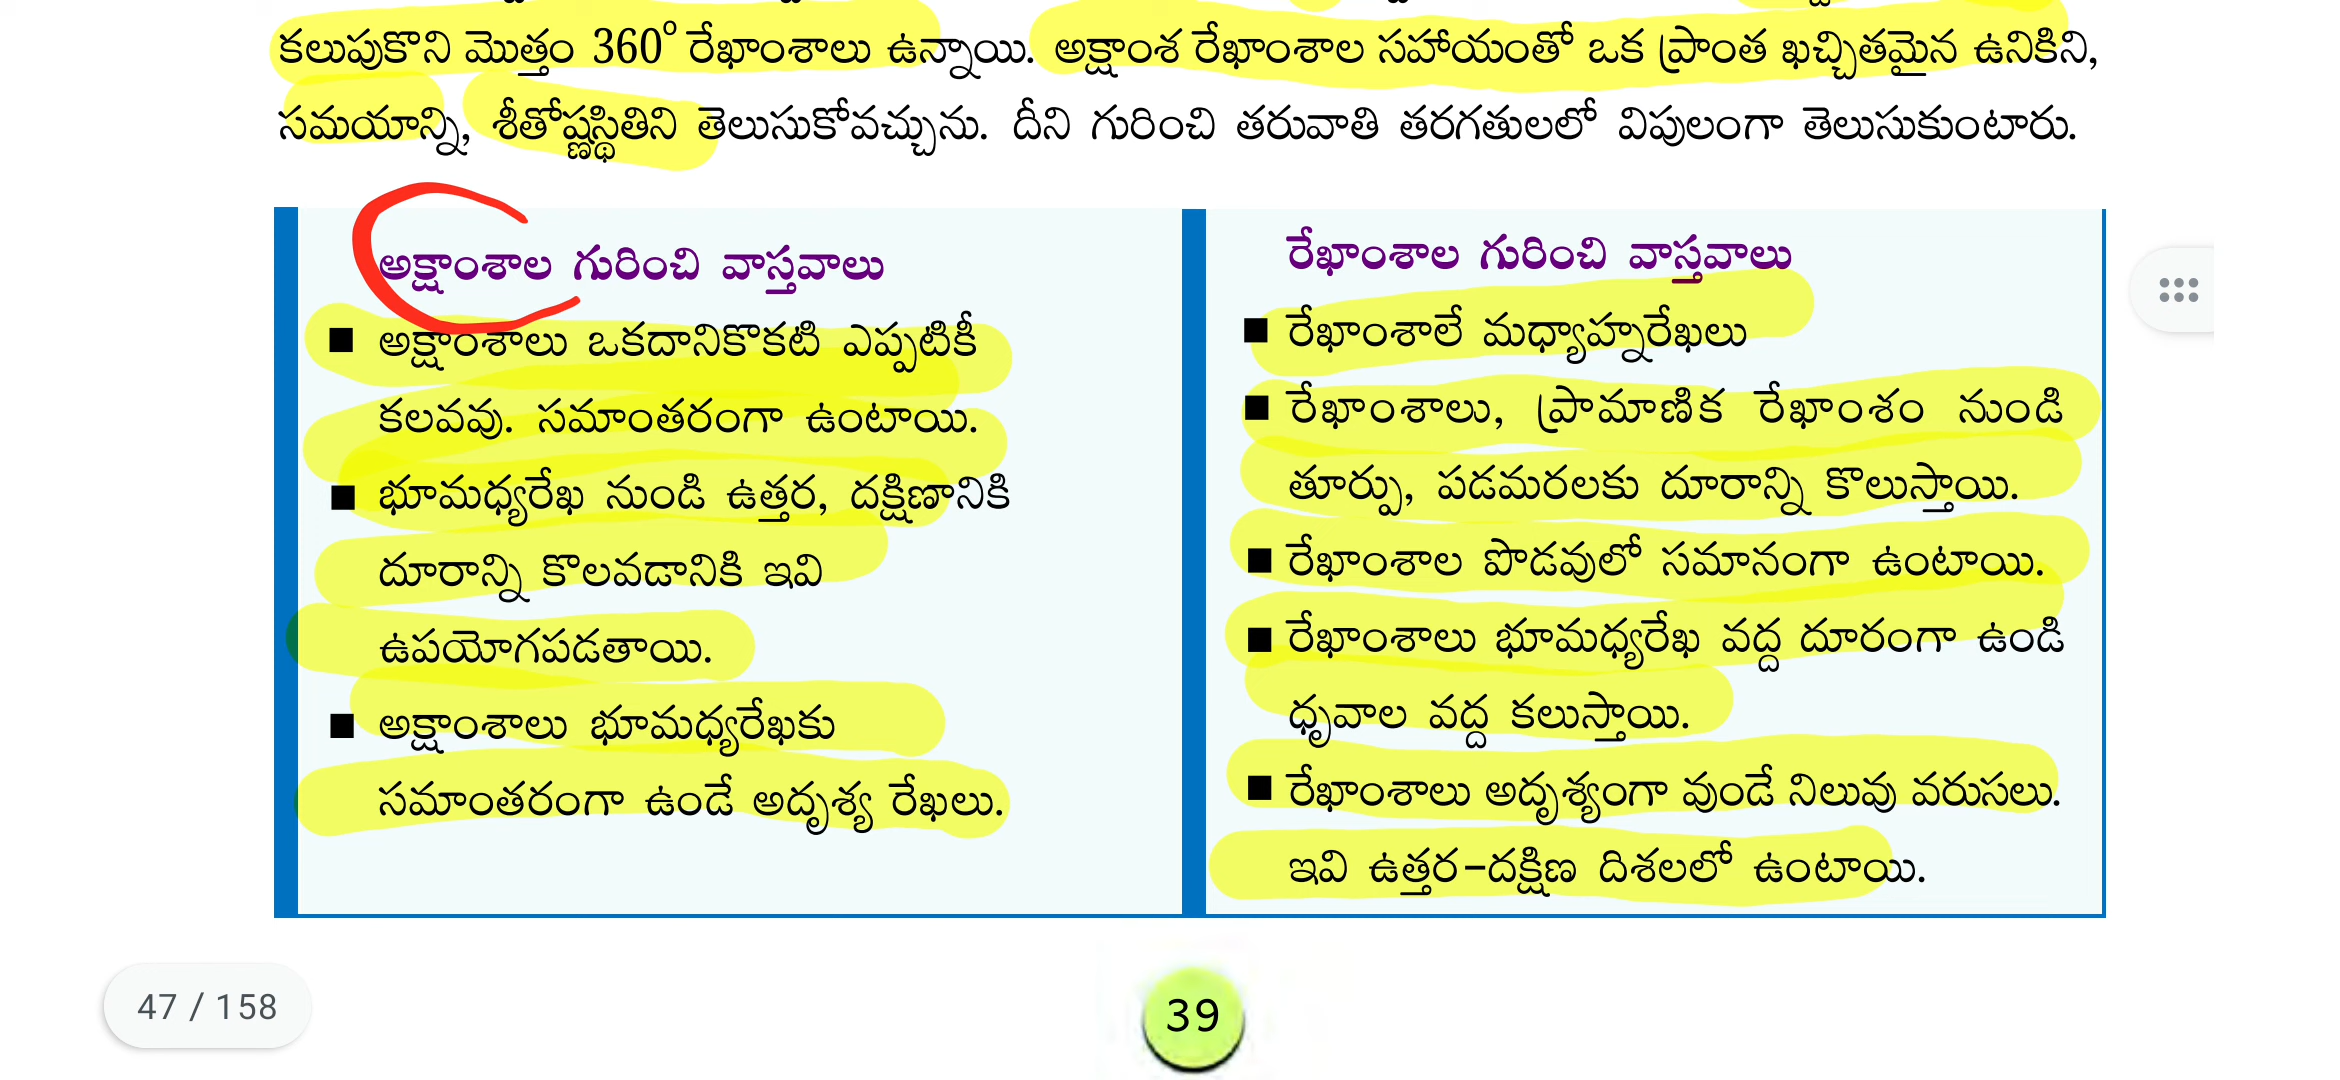 కలుపుకొని మొత్తం 360° రేఖాంశాలు ఉన్నాయి. అక్షాంశ రేఖాంశాల సహాయంతో ఒక ప్రాంత ఖచ్చితమైన ఉనికిని,
సమయాన్ని, శీతోష్ణస్థితిని తెలుసుకోవచ్చును. దీని గురించి తరువాతి తరగతులలో విపులంగా తెలుసుకుంటారు.
అక్షాంశాల గురించి వాస్తవాలు
■ అక్షాంశాలు ఒకదానికొకటి ఎప్పటికీ
కలవవు. సమాంతరంగా ఉంటాయి.
■ భూమధ్యరేఖ నుండి ఉత్తర, దక్షిణానికి
దూరాన్ని కొలవడానికి ఇవి
ఉపయోగపడతాయి.
■ అక్షాంశాలు భూమధ్యరేఖకు
సమాంతరంగా ఉండే అదృశ్య రేఖలు.
రేఖాంశాల గురించి వాస్తవాలు
■ రేఖాంశాలే మధ్యాహ్నరేఖలు
■ రేఖాంశాలు, ప్రామాణిక రేఖాంశం నుండి
తూర్పు, పడమరలకు దూరాన్ని కొలుస్తాయి.
■ రేఖాంశాల పొడవులో సమానంగా ఉంటాయి.
■ రేఖాంశాలు భూమధ్యరేఖ వద్ద దూరంగా ఉండి
ధృవాల వద్ద కలుస్తాయి.
■ రేఖాంశాలు అదృశ్యంగా వుండే నిలువు వరుసలు.
ఇవి ఉత్తర-దక్షిణ దిశలలో ఉంటాయి.
47 / 158
39